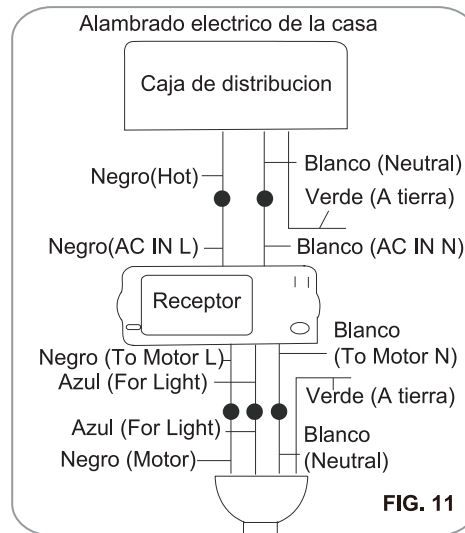 Alambrado electrico de la casa
Caja de distribucion
Negro(Hot)
Blanco (Neutral)
Verde (A tierra)
Negro(AC IN L)
Blanco (AC IN N)
Receptor
Negro (To Motor L)
Blanco
(To Motor N)
Azul (For Light)
Verde (A tierra)
Azul (For Light)
Negro (Motor)
Blanco
(Neutral)
FIG. 11